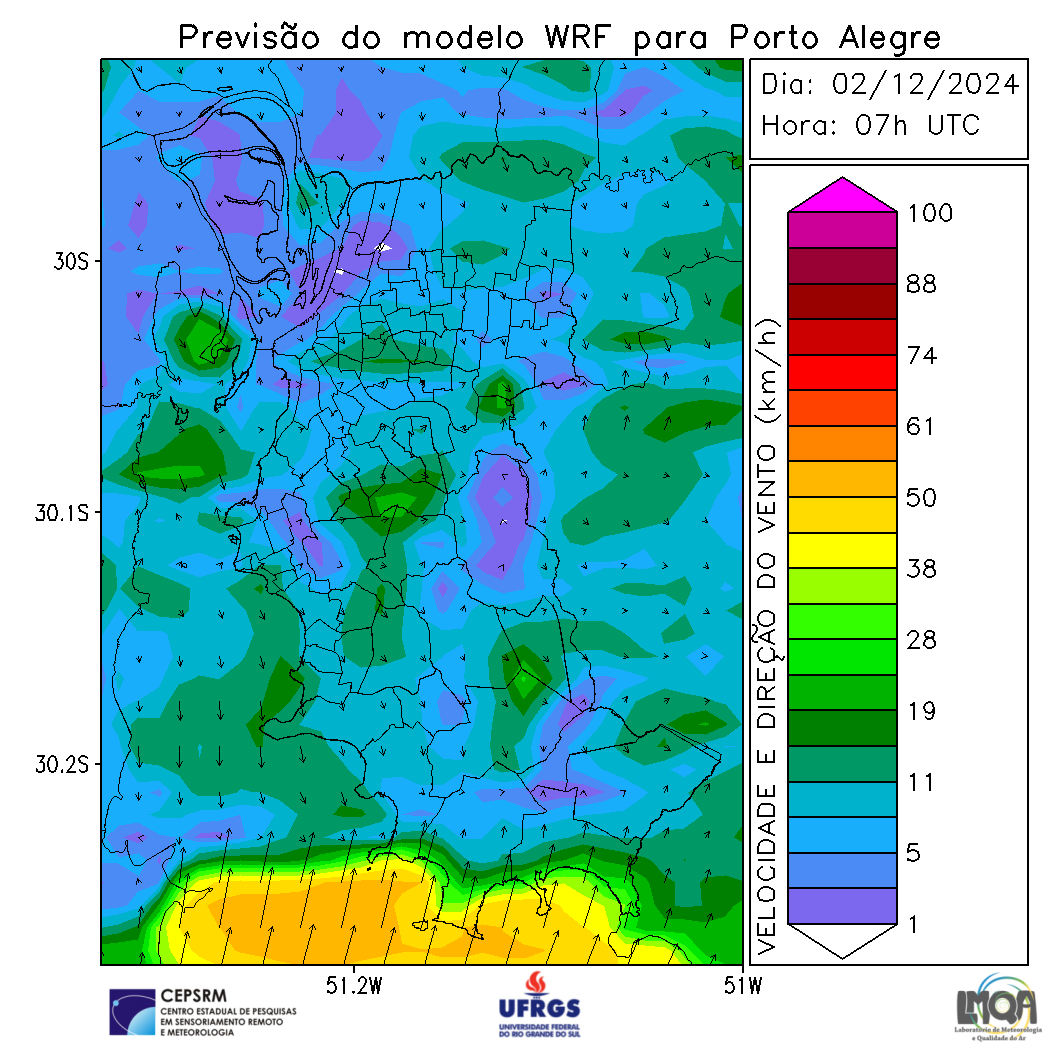 Previsão do modelo WRF para Porto Alegre
Dia: 02/12/2024
Hora: 07h UTC
30S
30.1S
30.2S
51.2W
51W
VELOCIDADE E DIREÇÃO DO VENTO (km/h)
100
88
74
61
50
38
28
19
11
5
1
CEPSRM
CENTRO ESTADUAL DE PESQUISAS
EM SENSORIAMENTO REMOTO
E METEOROLOGIA
UFRGS
UNIVERSIDADE FEDERAL
DO RIO GRANDE DO SUL
LMQA
Laboratório de Meteorologia
e Qualidade do Ar